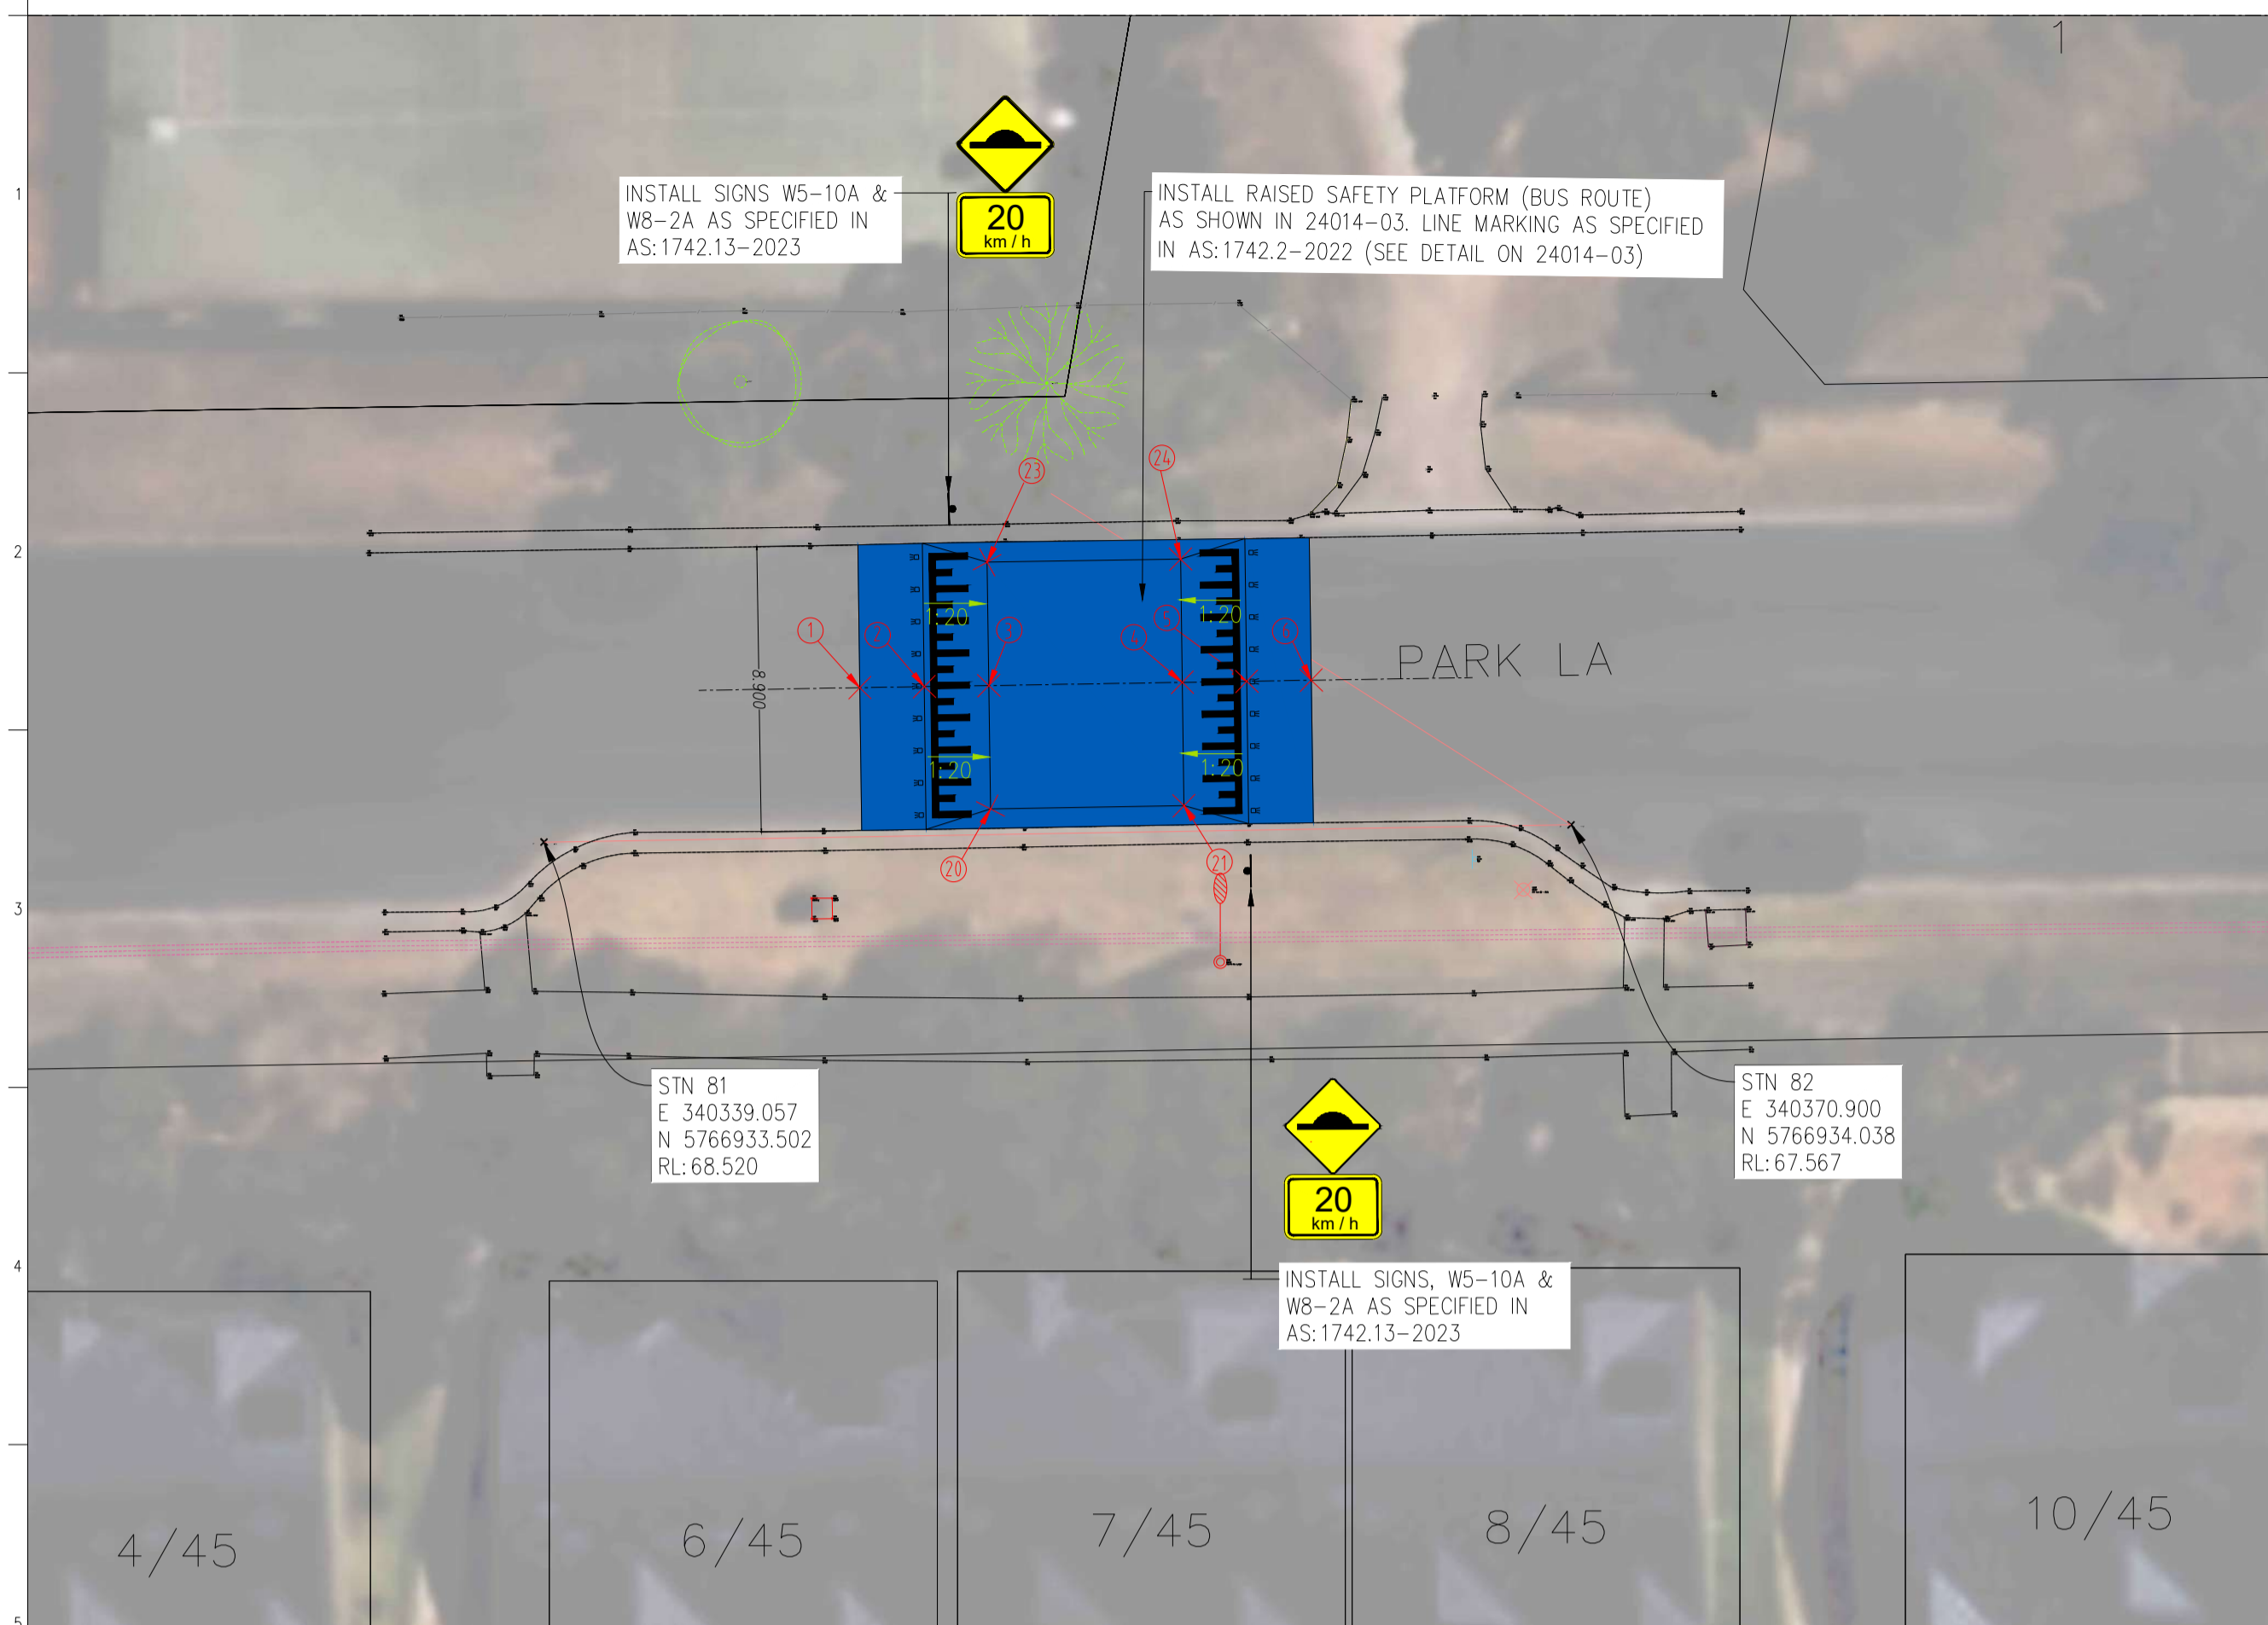 1
20
km/h
INSTALL SIGNS W5-10A &
W8-2A AS SPECIFIED IN
AS:1742.13-2023
INSTALL RAISED SAFETY PLATFORM (BUS ROUTE)
AS SHOWN IN 24014-03. LINE MARKING AS SPECIFIED
IN AS:1742.2-2022 (SEE DETAIL ON 24014-03)
1
23
24
2
1:20
1:20
1
2
3
4
5
6
PARK LA
8.900
1:20
1:20
20
21
3
STN 81
E 340339.057
N 5766933.502
RL:68.520
STN 82
E 340370.900
N 5766934.038
RL:67.567
20
km/h
4
INSTALL SIGNS, W5-10A &
W8-2A AS SPECIFIED IN
AS:1742.13-2023
4/45
6/45
7/45
8/45
10/45
5